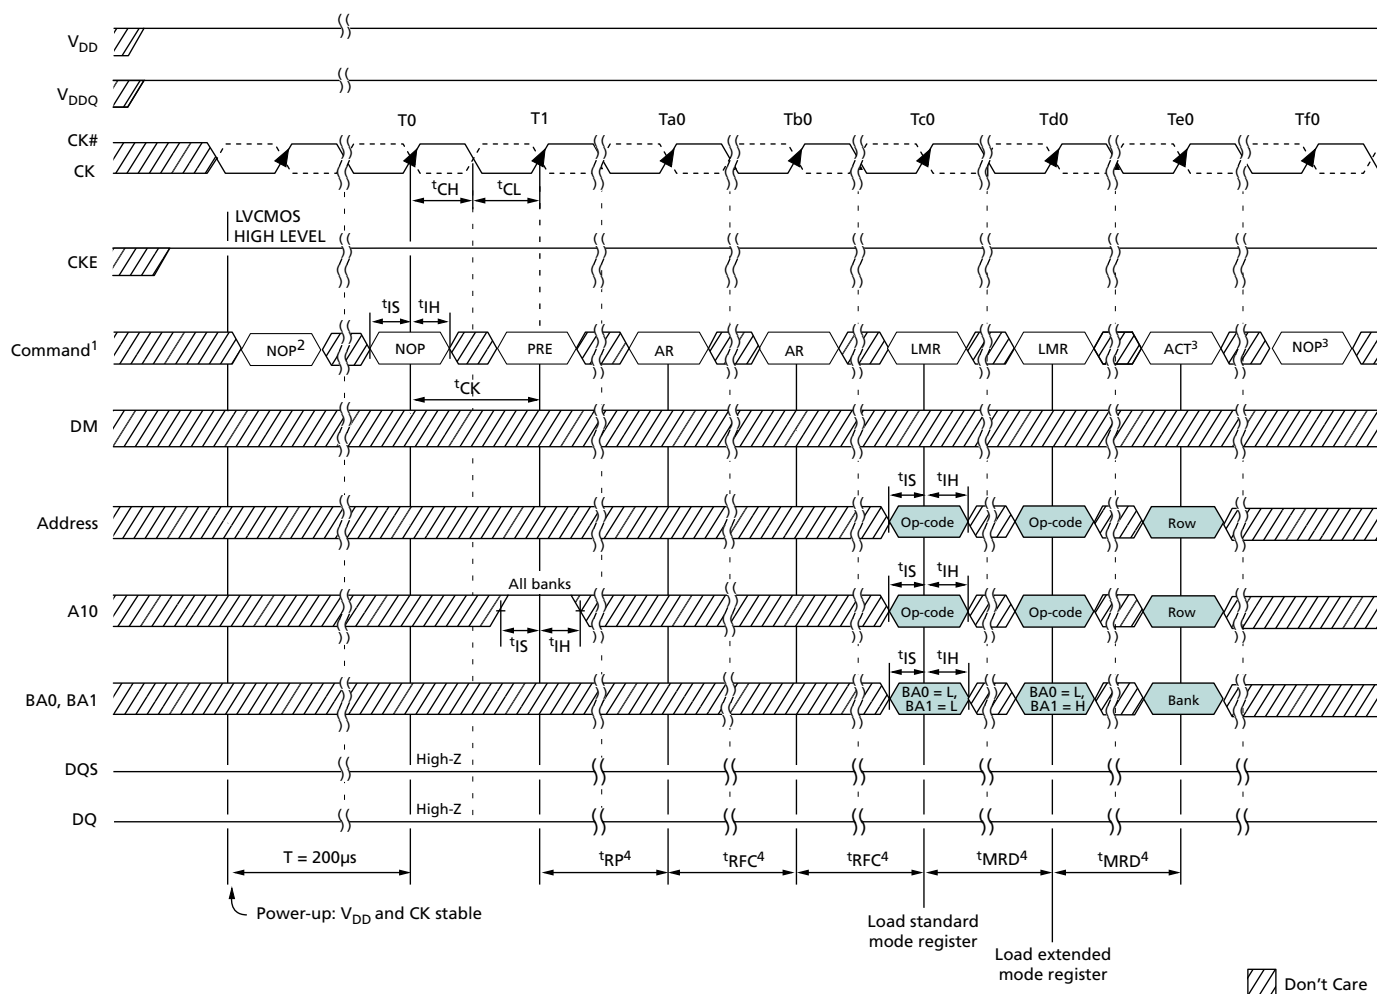 VDD
VDDQ
T0 T1 Ta0 Tb0 Tc0 Td0 Te0 Tf0
CK#
CK
tCH tCL
LVCMOS
HIGH LEVEL
CKE
tIS tIH
Command1 NOP2 NOP PRE AR AR LMR LMR ACT3 NOP3
tCK
DM
tIS tIH
Address Op-code Op-code Row
All banks tIS tIH
A10 Op-code Op-code Row
tIS tIH
tIS tIH
BA0, BA1 BA0 = L, BA1 = L BA0 = L, BA1 = H Bank
High-Z
DQS
High-Z
DQ
T = 200µs tRP4 tRFC4 tRFC4 tMRD4 tMRD4
Power-up: VDD and CK stable
Load standard
mode register
Load extended
mode register
Don't Care